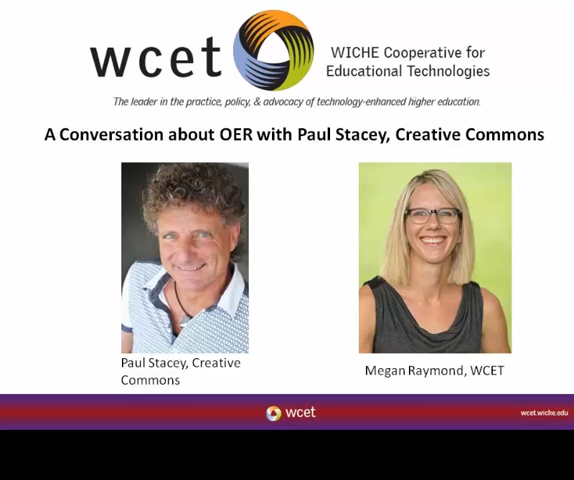 wcet
WICHE Cooperative for
Educational Technologies
The leader in the practice, policy, & advocacy of technology-enhanced higher education.
A Conversation about OER with Paul Stacey, Creative Commons
Paul Stacey, Creative
Commons
Megan Raymond, WCET
wcet
wcet.wiche.edu